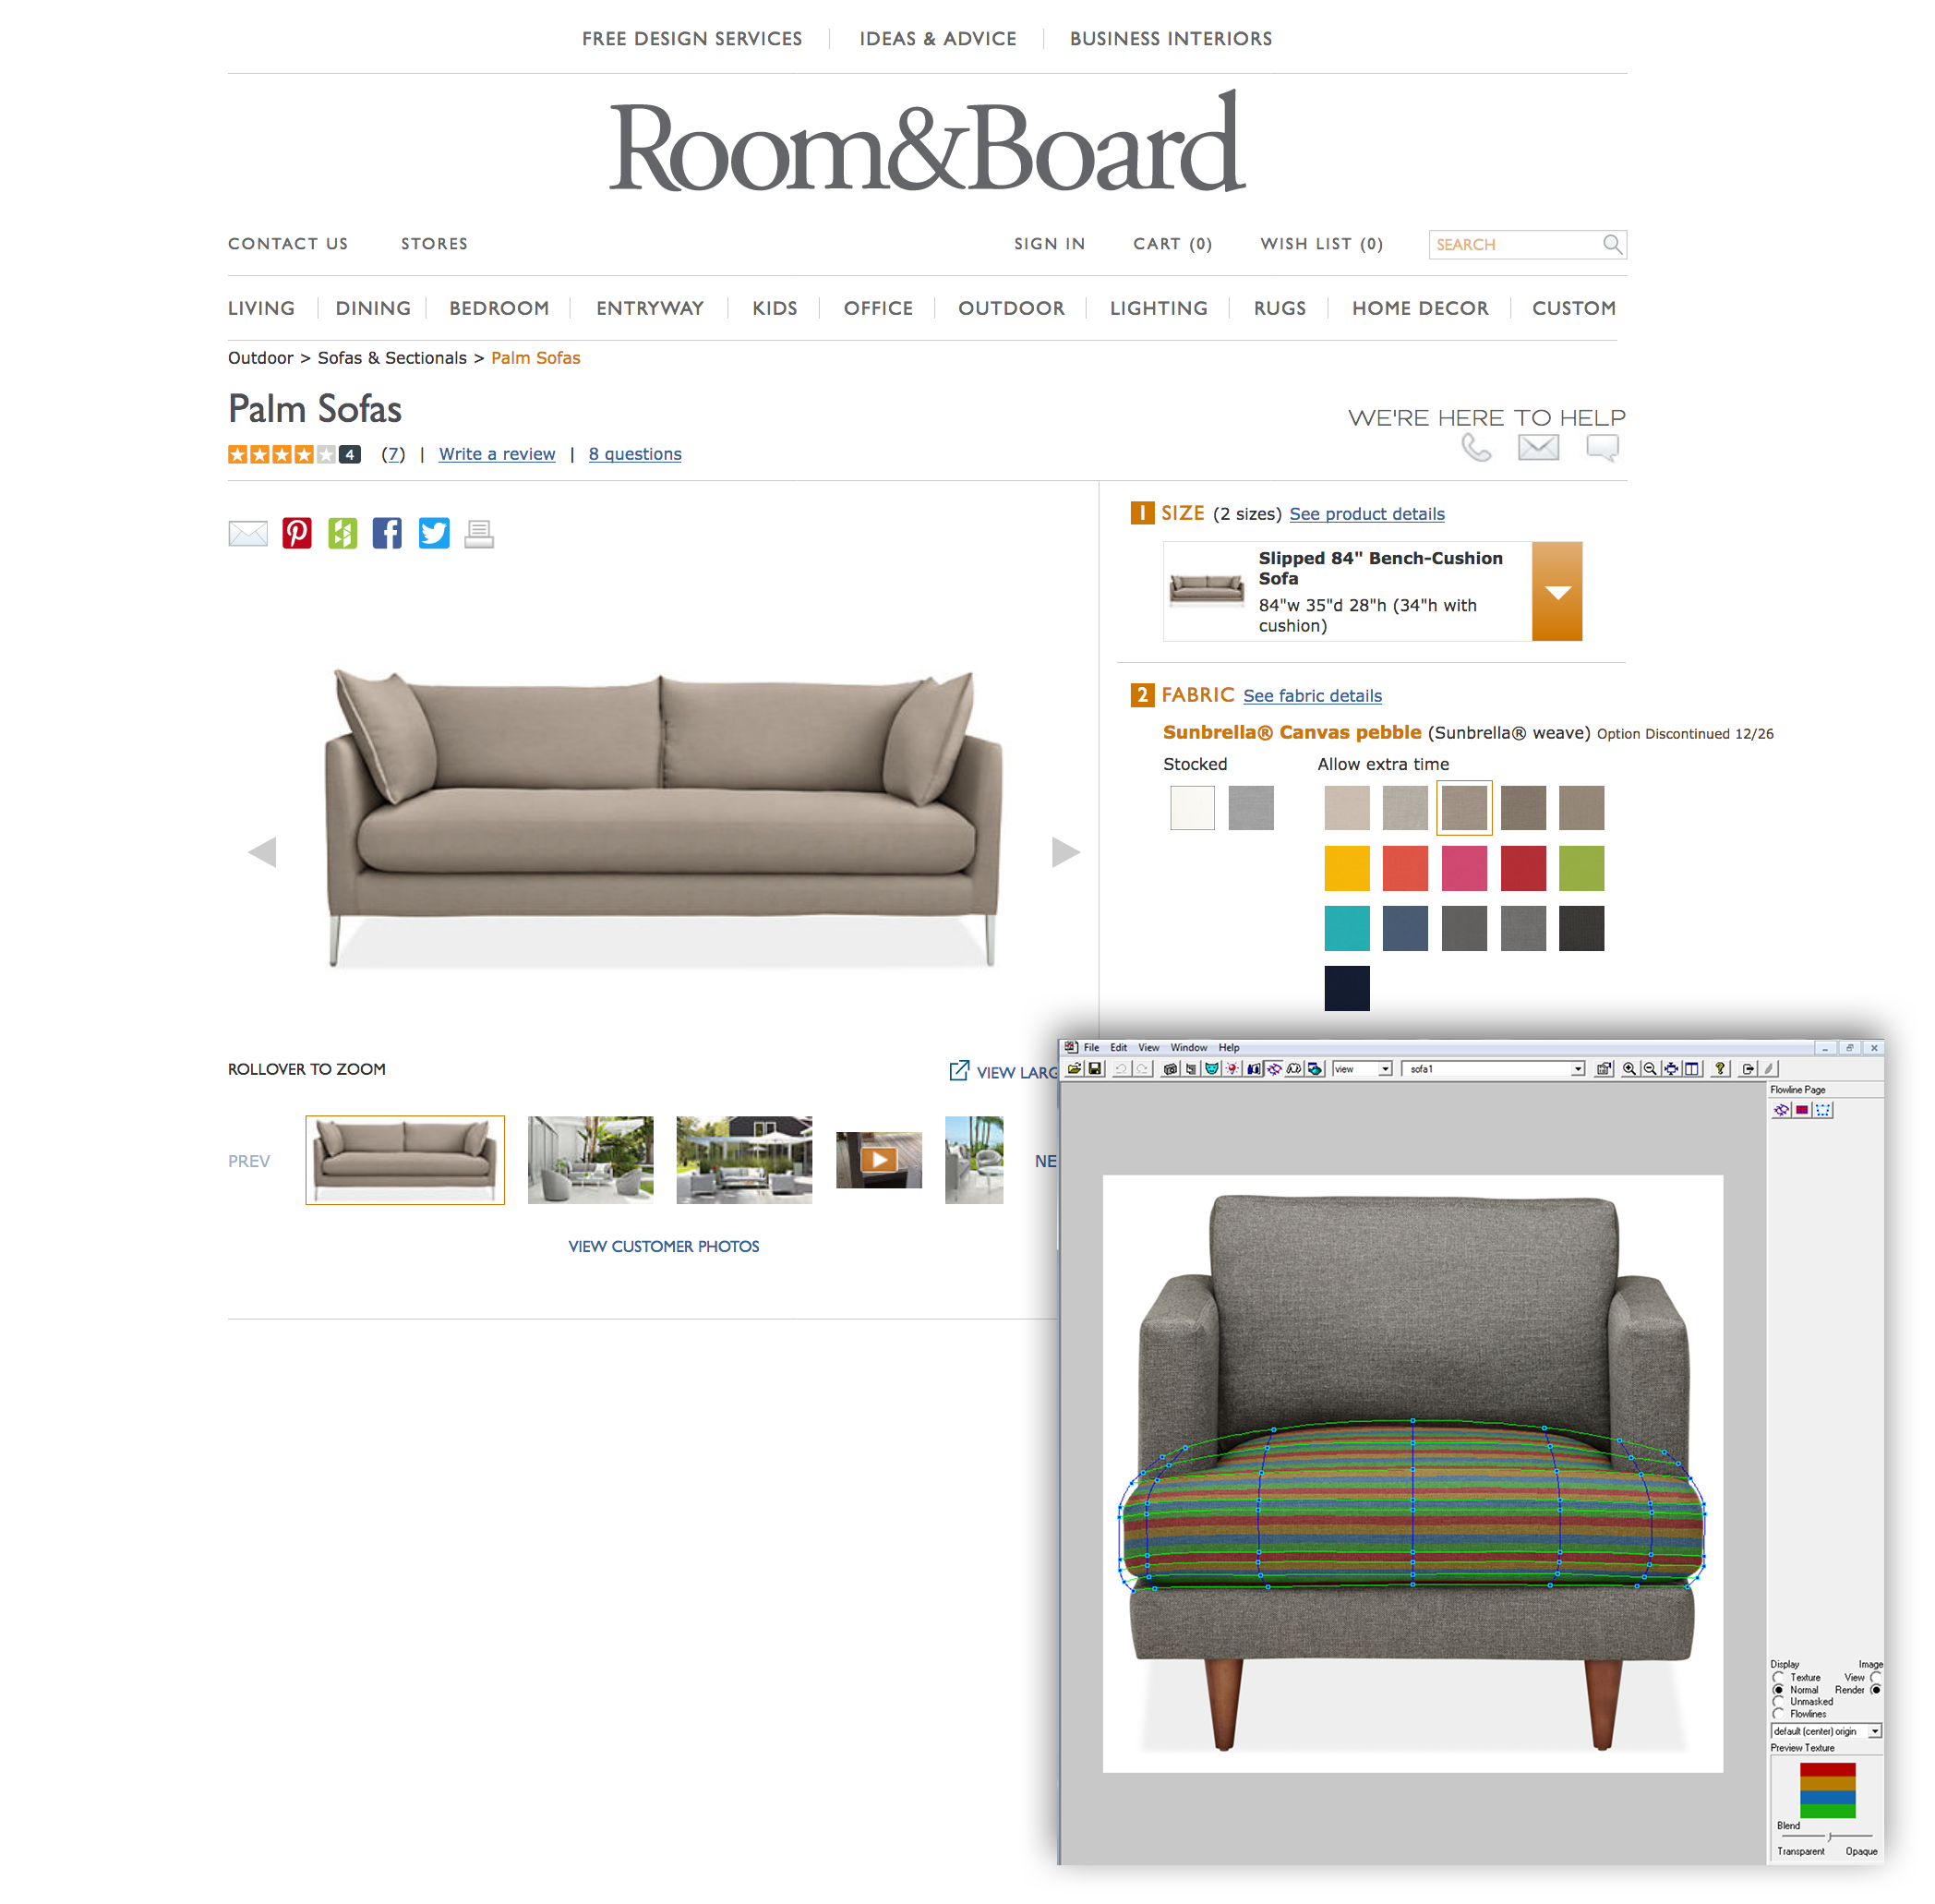 FREE DESIGN SERVICES IDEAS & ADVICE BUSINESS INTERIORS
Room&Board
CONTACT US STORES SIGN IN CART (0) WISH LIST (0) SEARCH
LIVING DINING BEDROOM ENTRYWAY KIDS OFFICE OUTDOOR LIGHTING RUGS HOME DECOR CUSTOM
Outdoor > Sofas & Sectionals > Palm Sofas
Palm Sofas
WE'RE HERE TO HELP
4 (7) | Write a review | 8 questions
1 SIZE (2 sizes) See product details
Slipped 84" Bench-Cushion
Sofa
84"w 35"d 28"h (34"h with
cushion)
2 FABRIC See fabric details
Sunbrella® Canvas pebble (Sunbrella® weave) Option Discontinued 12/26
Stocked Allow extra time
ROLLOVER TO ZOOM VIEW LARG
PREV NE
VIEW CUSTOMER PHOTOS
File Edit View Window Help
view sofa1
Flowline Page
Display Image
Texture View
Normal Render
Unmasked
Flowlines
default (center) origin
Preview Texture
Blend
Transparent Opaque